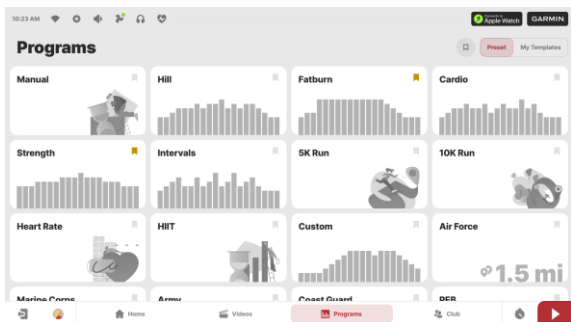 10:23 AM
Connects to
Apple Watch
GARMIN
Programs
Preset
My Templates
Manual
Hill
Fatburn
Cardio
Strength
Intervals
5K Run
10K Run
Heart Rate
HIIT
Custom
Air Force
1.5 mi
Marine Corps
Army
Coast Guard
PEB
Home
Videos
Programs
Club